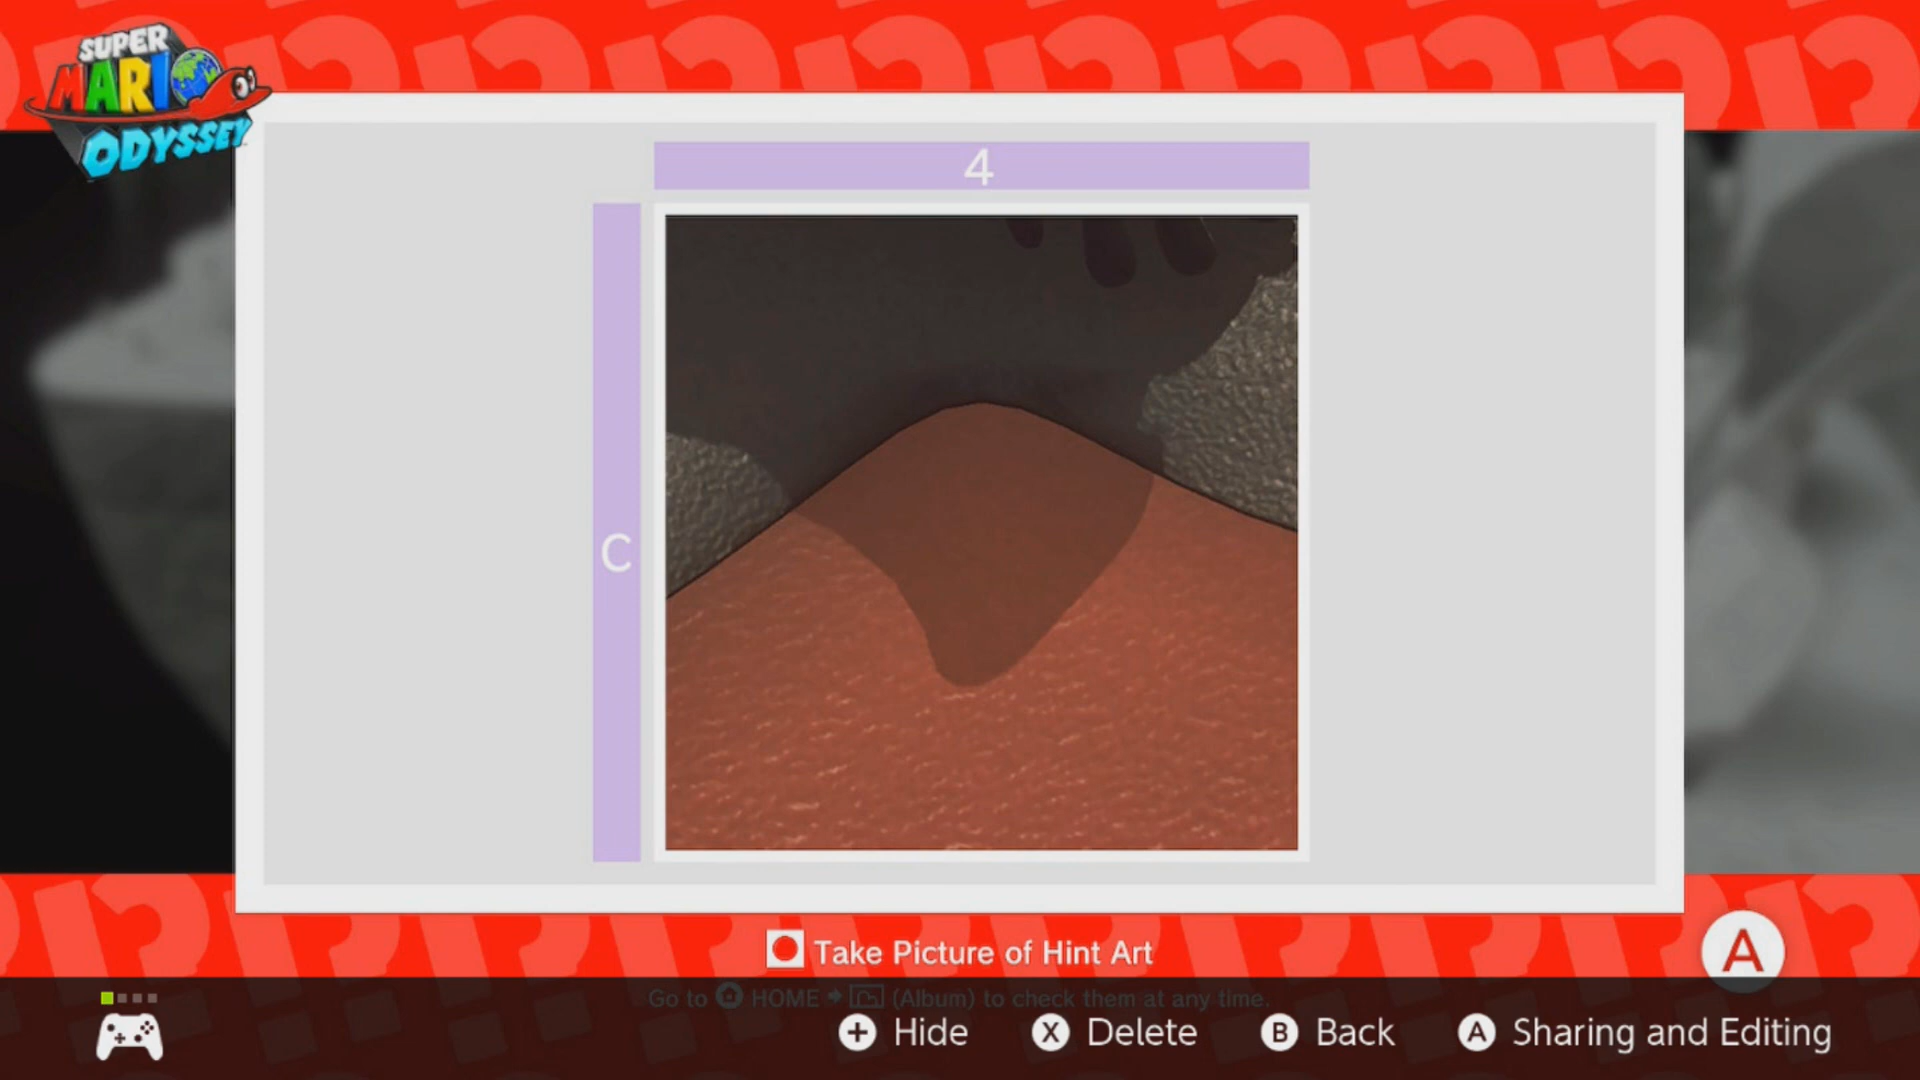 SUPER
MARIO
ODYSSEY
4
C
Take Picture of Hint Art
Go to HOME → (Album) to check them at any time.
A
+ Hide X Delete B Back A Sharing and Editing